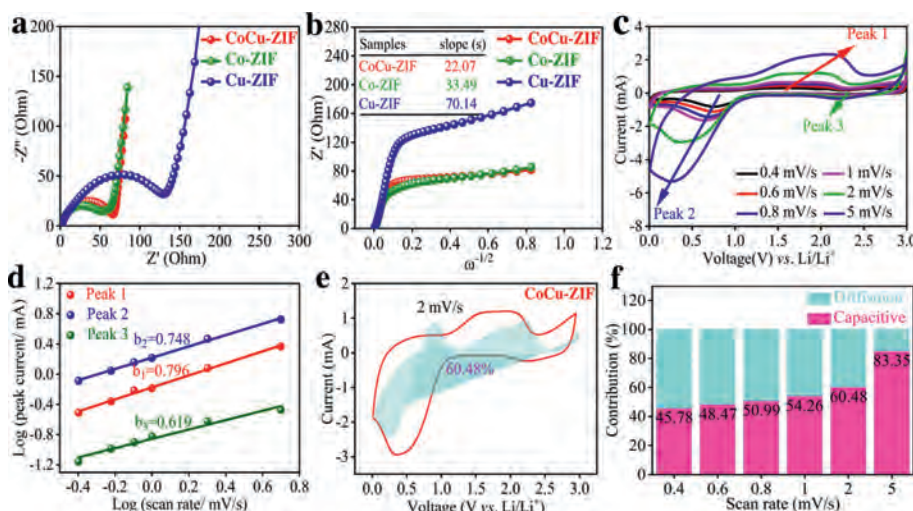 a
CoCu-ZIF
Co-ZIF
Cu-ZIF
-Z'' (Ohm)
200
150
100
50
0
0 50 100 150 200 250 300
Z' (Ohm)
b
Samples slope (s)
CoCu-ZIF 22.07
Co-ZIF 33.49
Cu-ZIF 70.14
CoCu-ZIF
Co-ZIF
Cu-ZIF
Z' (Ohm)
280
240
200
160
120
80
40
0
0.0 0.2 0.4 0.6 0.8 1.0
ω-1/2
c
Peak 1
Peak 3
Peak 2
0.4 mV/s 1 mV/s
0.6 mV/s 2 mV/s
0.8 mV/s 5 mV/s
Current (mA)
4
2
0
-2
-4
-6
-8
0.0 0.5 1.0 1.5 2.0 2.5 3.0
Voltage(V) vs. Li/Li+
d
Peak 1
Peak 2
Peak 3
b2=0.748
b1=0.796
b3=0.619
Log (peak current/ mA)
1.2
0.8
0.4
0.0
-0.4
-0.8
-1.2
-0.4 -0.2 0.0 0.2 0.4 0.6 0.8
Log (scan rate/ mV/s)
e
CoCu-ZIF
2 mV/s
60.48%
Current (mA)
2
1
0
-1
-2
-3
0.0 0.5 1.0 1.5 2.0 2.5 3.0
Voltage (V vs. Li/Li+)
f
Diffusion
Capacitive
Contribution (%)
120
100
80
60
40
20
0
45.78 48.47 50.99 54.26 60.48 83.35
0.4 0.6 0.8 1 2 5
Scan rate (mV/s)